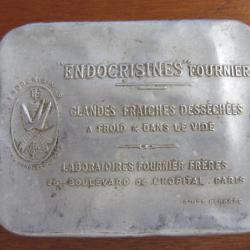 "ENDOCRISINES" FOURNIER
GLANDES FRAICHES DESSÉCHÉES
A FROID & DANS LE VIDE
LABORATOIRES FOURNIER FRÈRES
26, BOULEVARD DE L'HOPITAL, PARIS